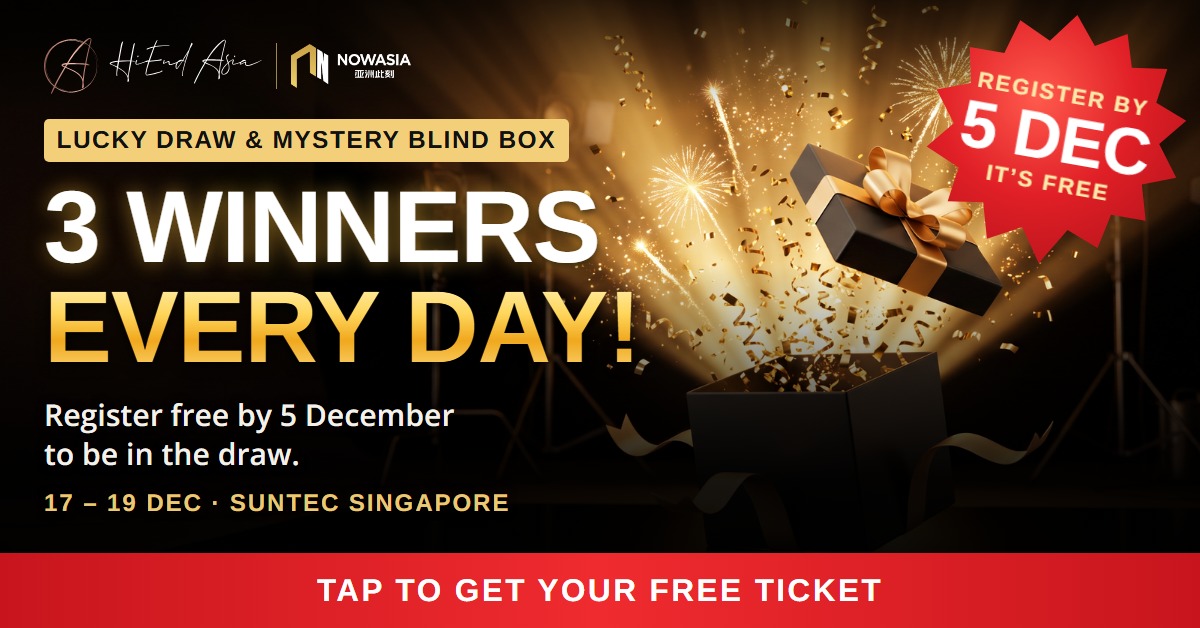 HiEnd Asia
NOWASIA
亚洲此刻
REGISTER BY
5 DEC
IT'S FREE
LUCKY DRAW & MYSTERY BLIND BOX
3 WINNERS
EVERY DAY!
Register free by 5 December
to be in the draw.
17 – 19 DEC · SUNTEC SINGAPORE
TAP TO GET YOUR FREE TICKET